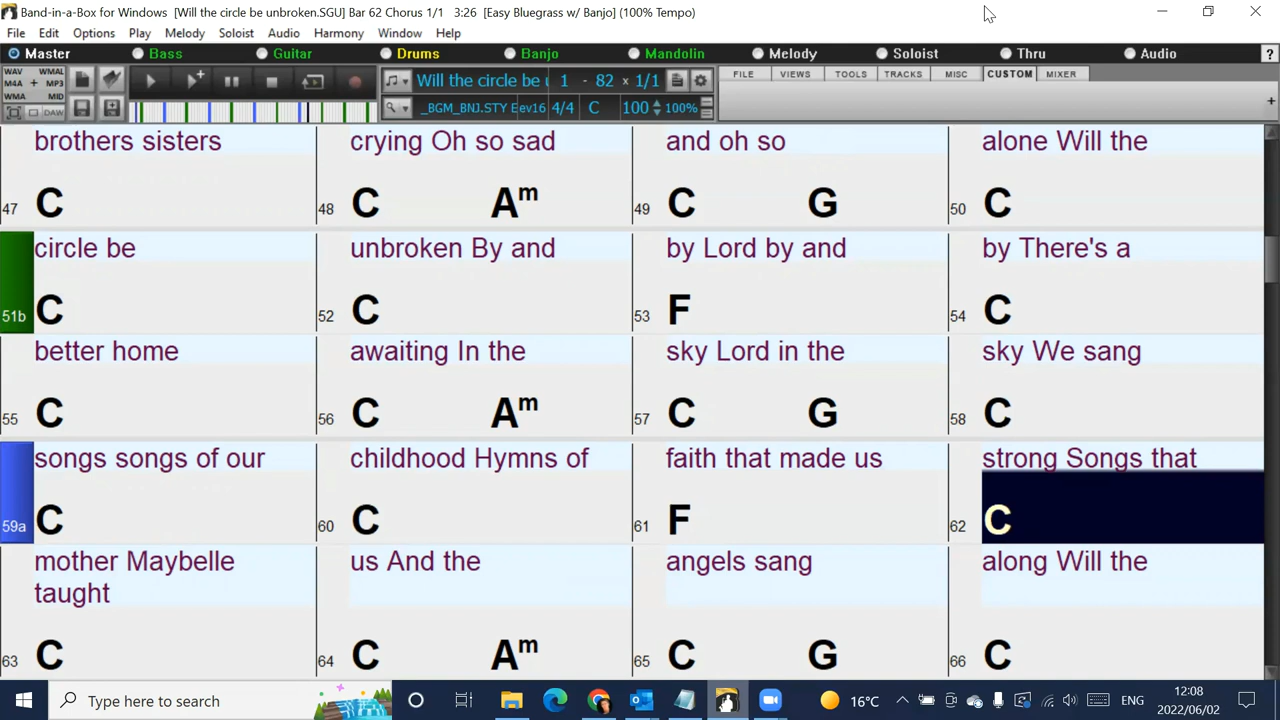 Band-in-a-Box for Windows [Will the circle be unbroken.SGU] Bar 62 Chorus 1/1 3:26 [Easy Bluegrass w/ Banjo] (100% Tempo)
File Edit Options Play Melody Soloist Audio Harmony Window Help
Master Bass Guitar Drums Banjo Mandolin Melody Soloist Thru Audio ?
WAV WMAL
M4A + MP3
WMA MID
DAW
Will the circle be 1 - 82 x 1/1
_BGM_BNJ.STY E ev16 4/4 C 100 100%
FILE VIEWS TOOLS TRACKS MISC CUSTOM MIXER
+
brothers sisters crying Oh so sad and oh so alone Will the
47 C 48 C Am 49 C G 50 C
circle be unbroken By and by Lord by and by There's a
51b C 52 C 53 F 54 C
better home awaiting In the sky Lord in the sky We sang
55 C 56 C Am 57 C G 58 C
songs songs of our childhood Hymns of faith that made us strong Songs that
59a C 60 C 61 F 62 C
mother Maybelle us And the angels sang along Will the
taught
63 C 64 C Am 65 C G 66 C
Type here to search
16°C
ENG
12:08
2022/06/02